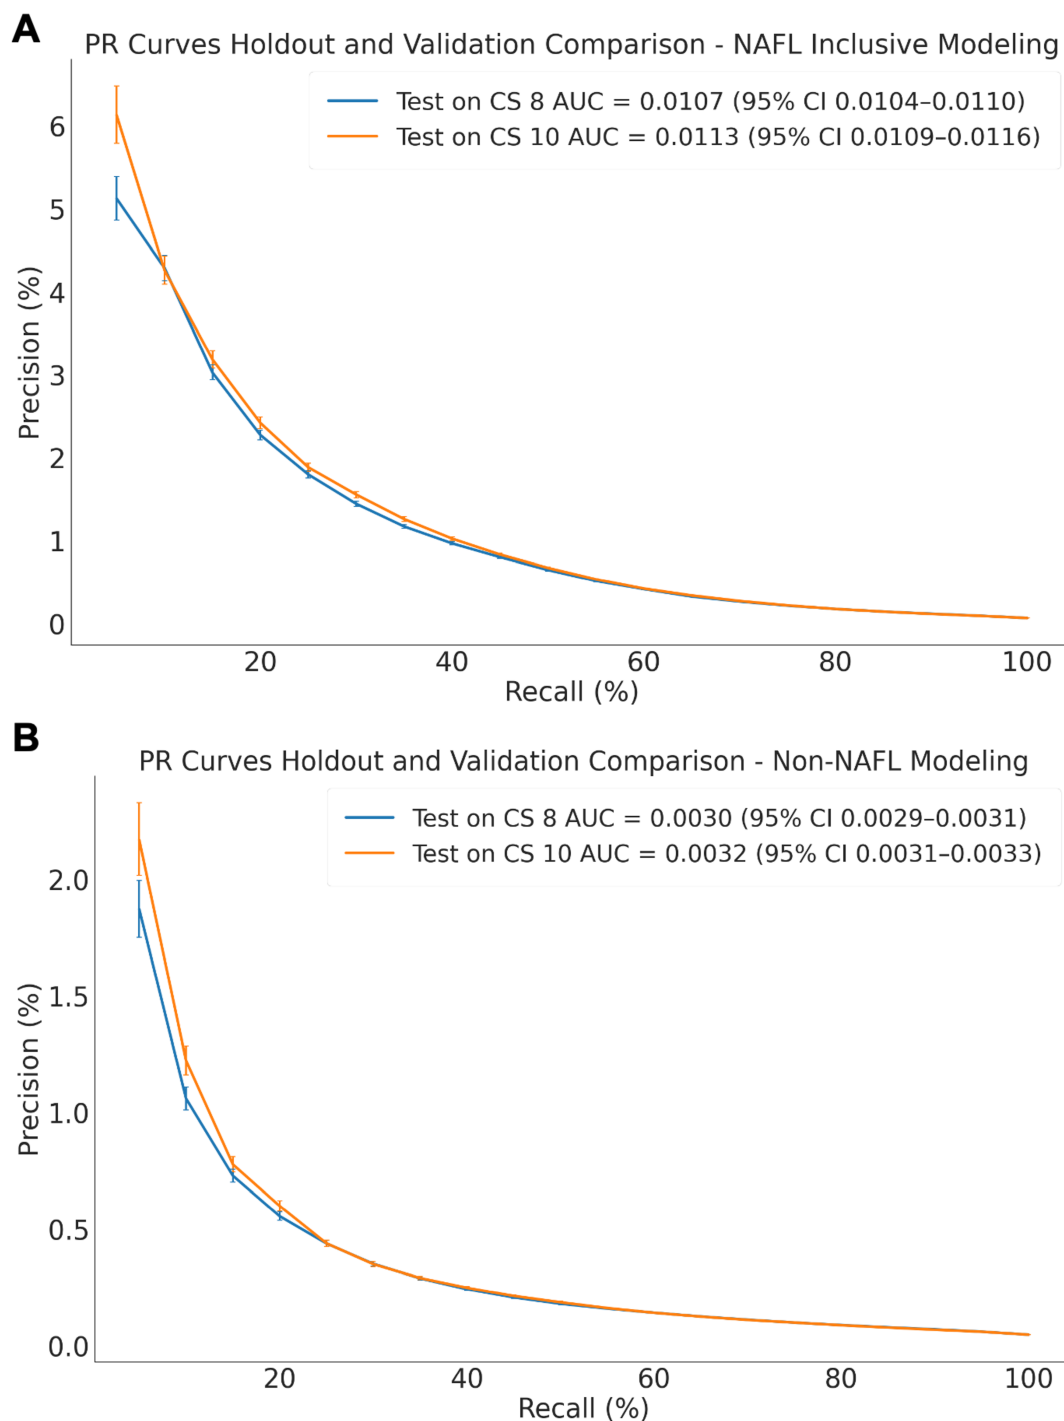 A
PR Curves Holdout and Validation Comparison - NAFL Inclusive Modeling
Test on CS 8 AUC = 0.0107 (95% CI 0.0104–0.0110)
Test on CS 10 AUC = 0.0113 (95% CI 0.0109–0.0116)
Precision (%)
6
5
4
3
2
1
0
20 40 60 80 100
Recall (%)
B
PR Curves Holdout and Validation Comparison - Non-NAFL Modeling
Test on CS 8 AUC = 0.0030 (95% CI 0.0029–0.0031)
Test on CS 10 AUC = 0.0032 (95% CI 0.0031–0.0033)
Precision (%)
2.0
1.5
1.0
0.5
0.0
20 40 60 80 100
Recall (%)